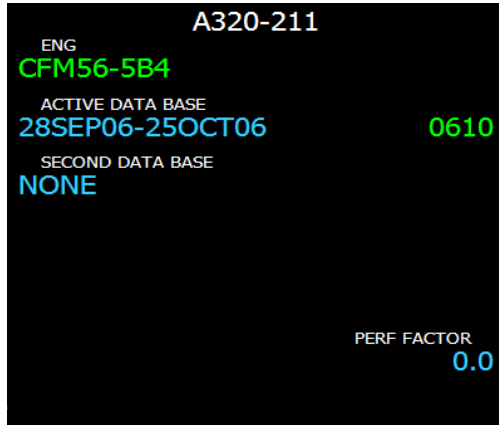 A320-211
ENG
CFM56-5B4
ACTIVE DATA BASE
28SEP06-25OCT06 0610
SECOND DATA BASE
NONE
PERF FACTOR
0.0